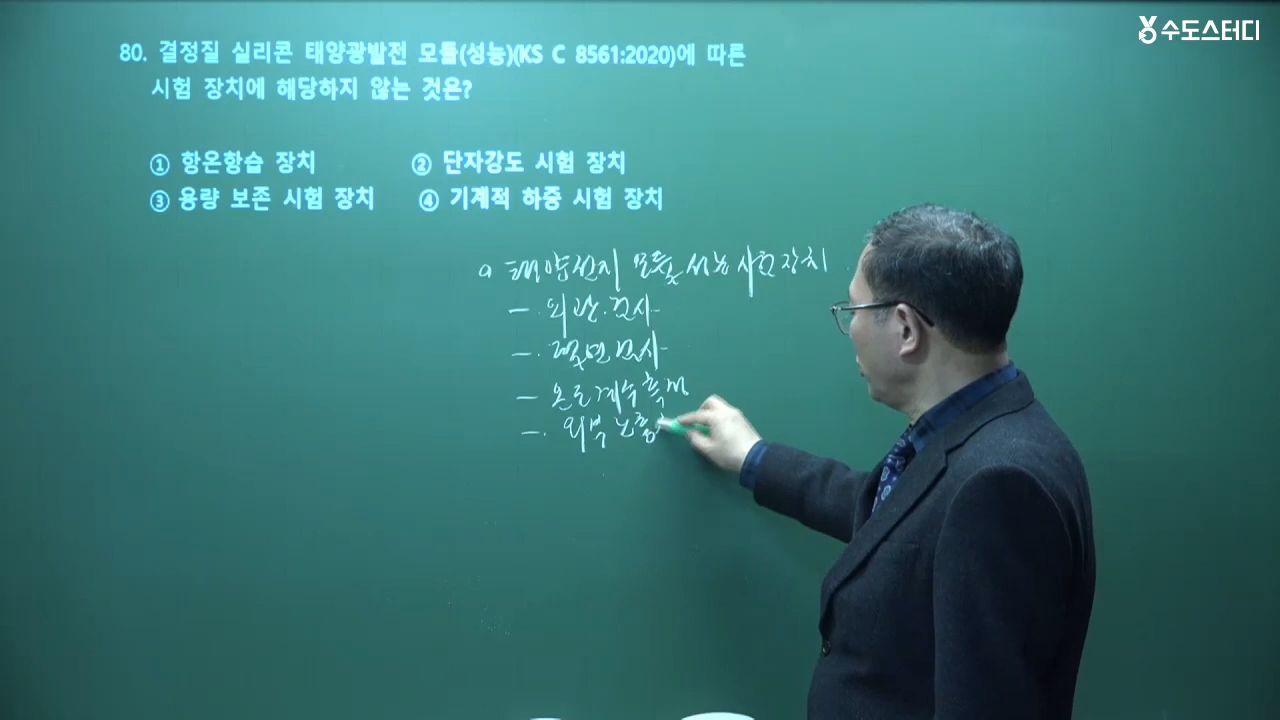 수도스터디
80. 결정질 실리콘 태양광발전 모듈(성능)(KS C 8561:2020)에 따른
시험 장치에 해당하지 않는 것은?
① 항온항습 장치 ② 단자강도 시험 장치
③ 용량 보존 시험 장치 ④ 기계적 하중 시험 장치
태양전지 모듈 성능시험장치
- 외관.검사
- 절연검사
- 온도계수측정
- 외부노출